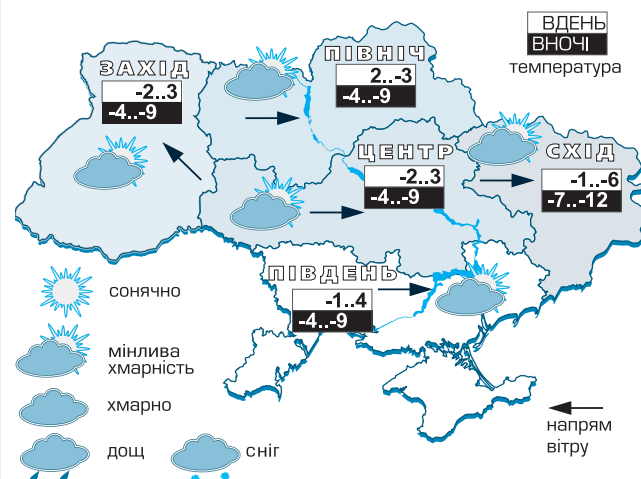 ВДЕНЬ
ВНОЧІ
температура
ЗАХІД
-2..3
-4..-9
ПІВНІЧ
2..-3
-4..-9
ЦЕНТР
-2..3
-4..-9
СХІД
-1..-6
-7..-12
ПІВДЕНЬ
-1..4
-4..-9
сонячно
мінлива
хмарність
хмарно
дощ
сніг
напрям
вітру